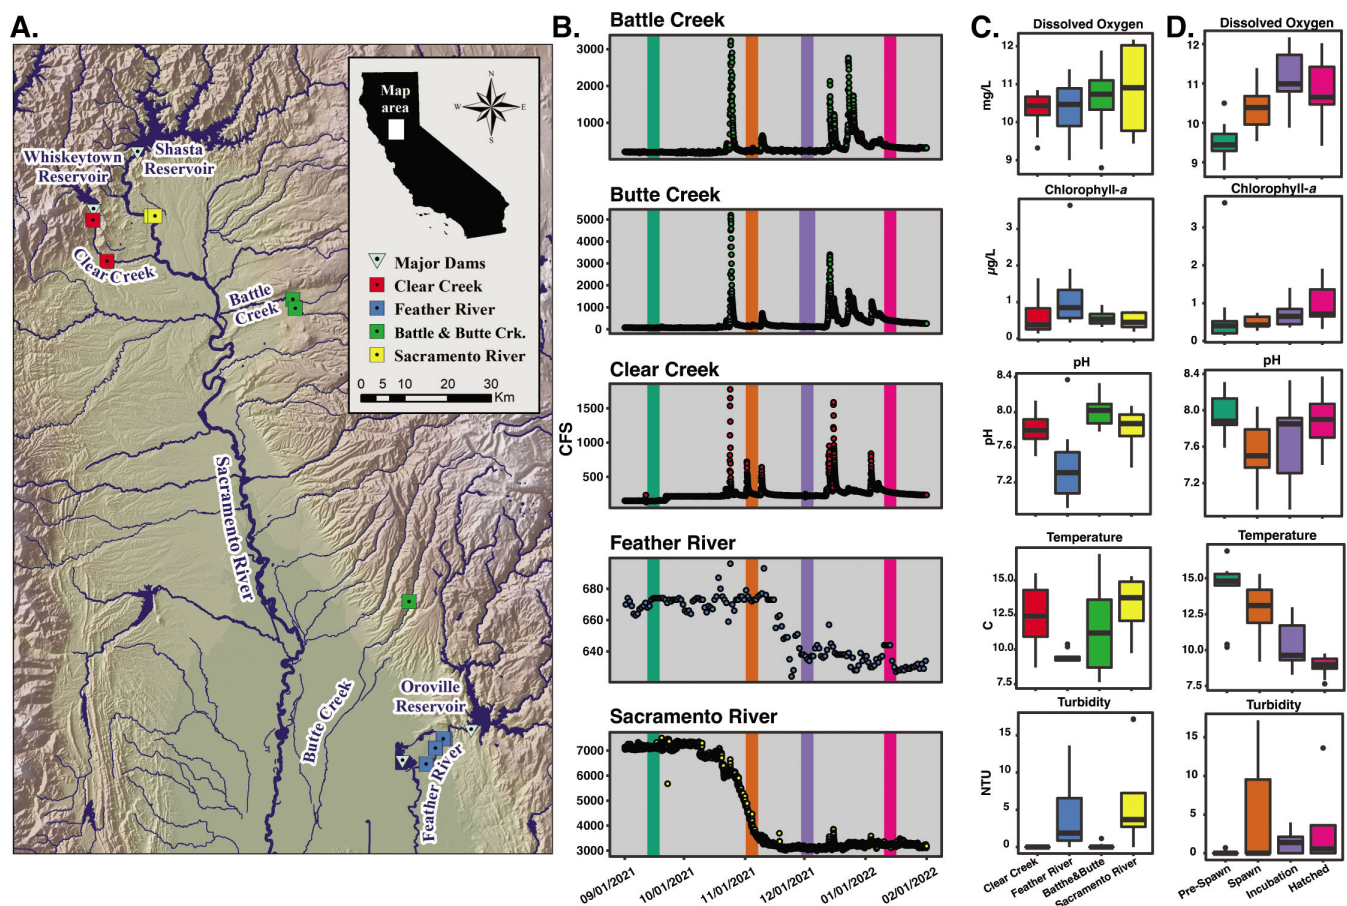 A.
Whiskeytown
Reservoir
Shasta
Reservoir
Clear Creek
Battle
Creek
Sacramento River
Butte Creek
Oroville
Reservoir
Feather River
Map
area
N
W
E
S
Major Dams
Clear Creek
Feather River
Battle & Butte Crk.
Sacramento River
0 5 10 20 30
Km
B.
CFS
Battle Creek
3000
2000
1000
Butte Creek
5000
4000
3000
2000
1000
0
Clear Creek
1500
1000
500
Feather River
680
660
640
Sacramento River
7000
6000
5000
4000
3000
09/01/2021
10/01/2021
11/01/2021
12/01/2021
01/01/2022
02/01/2022
C.
Dissolved Oxygen
mg/L
12
11
10
9
Chlorophyll-a
µg/L
3
2
1
0
pH
pH
8.4
8.0
7.6
7.2
Temperature
C
15.0
12.5
10.0
7.5
Turbidity
NTU
15
10
5
0
Clear Creek
Feather River
Batthe&Butte
Sacramento River
D.
Dissolved Oxygen
12
11
10
9
Chlorophyll-a
3
2
1
0
pH
8.4
8.0
7.6
7.2
Temperature
15.0
12.5
10.0
7.5
Turbidity
15
10
5
0
Pre-Spawn
Spawn
Incubation
Hatched